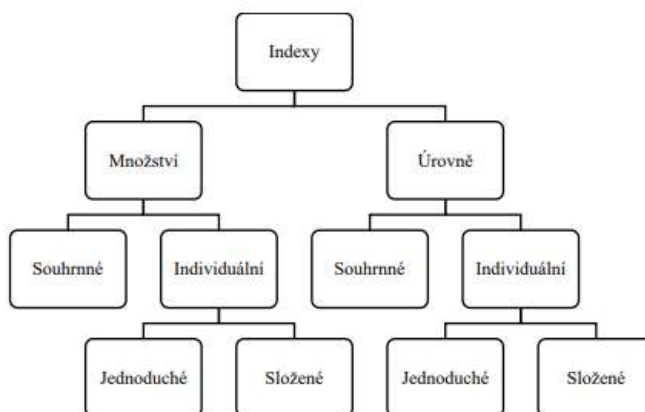 Indexy
Množství
Úrovně
Souhrnné
Individuální
Souhrnné
Individuální
Jednoduché
Složené
Jednoduché
Složené